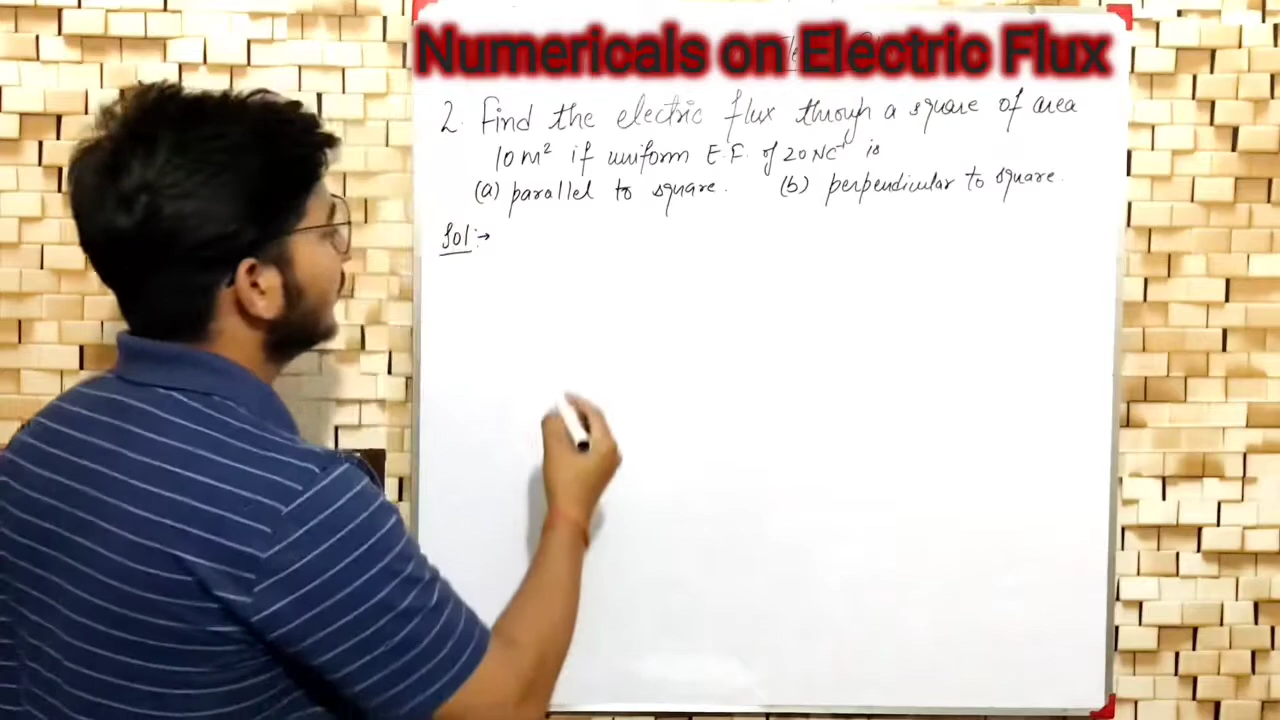 Numericals on Electric Flux
2. Find the electric flux through a square of area
10 m² if uniform E.F. of 20 NC⁻¹ is
(a) parallel to square. (b) perpendicular to square.
Sol :→